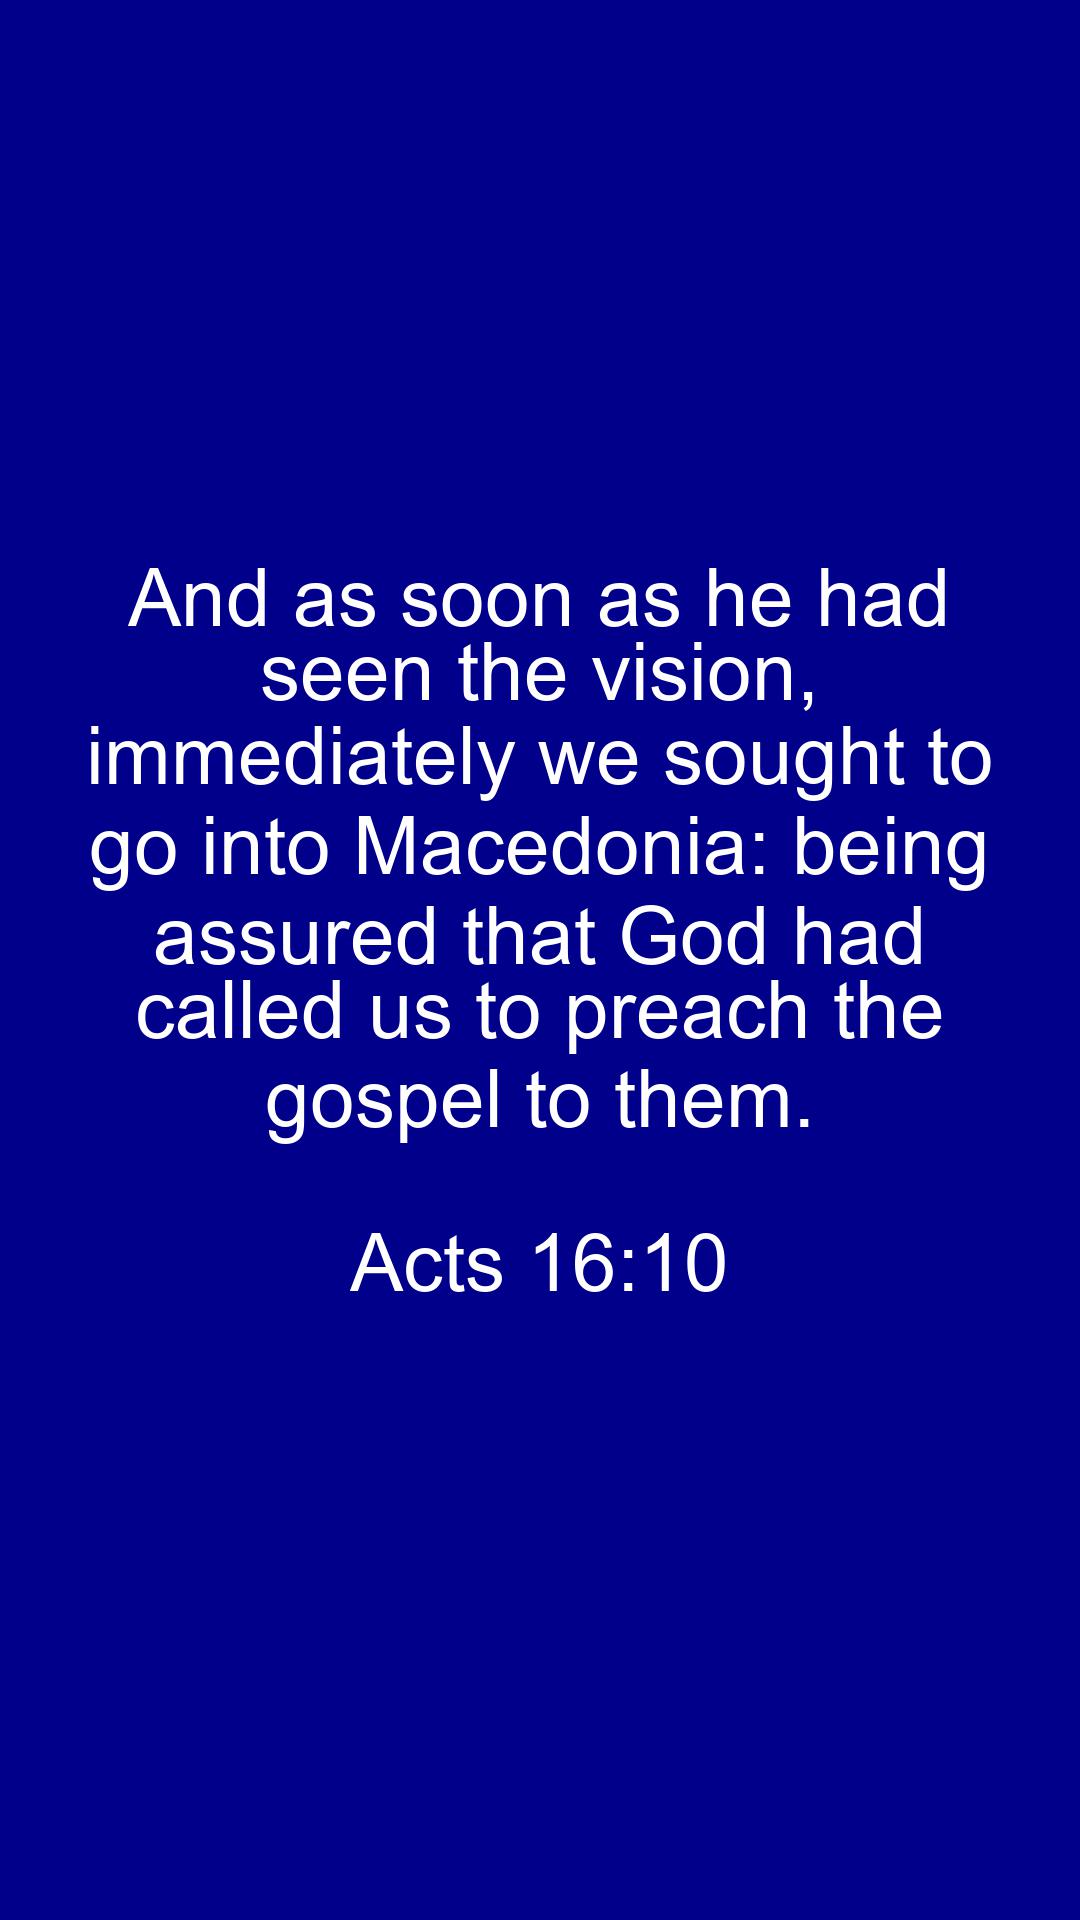 And as soon as he had
seen the vision,
immediately we sought to
go into Macedonia: being
assured that God had
called us to preach the
gospel to them.
Acts 16:10